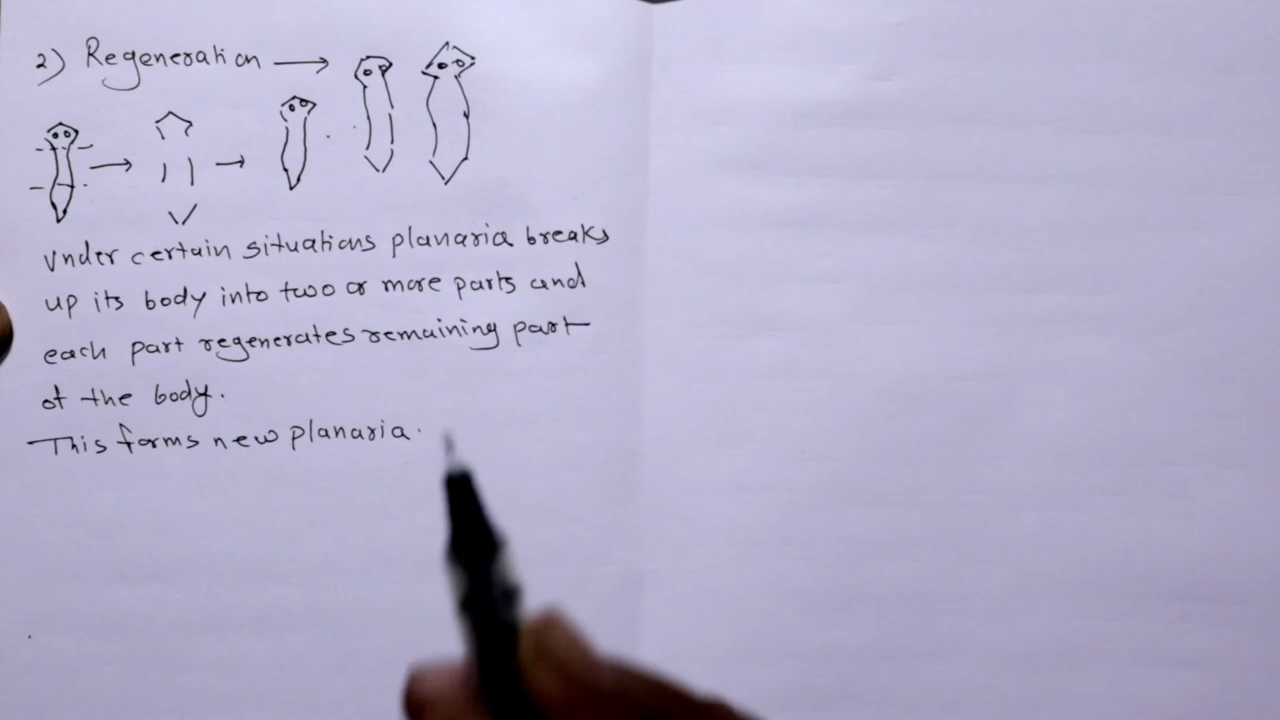 2) Regeneration →
Under certain situations planaria breaks
up its body into two or more parts and
each part regenerates remaining part
of the body.
This forms new planaria.